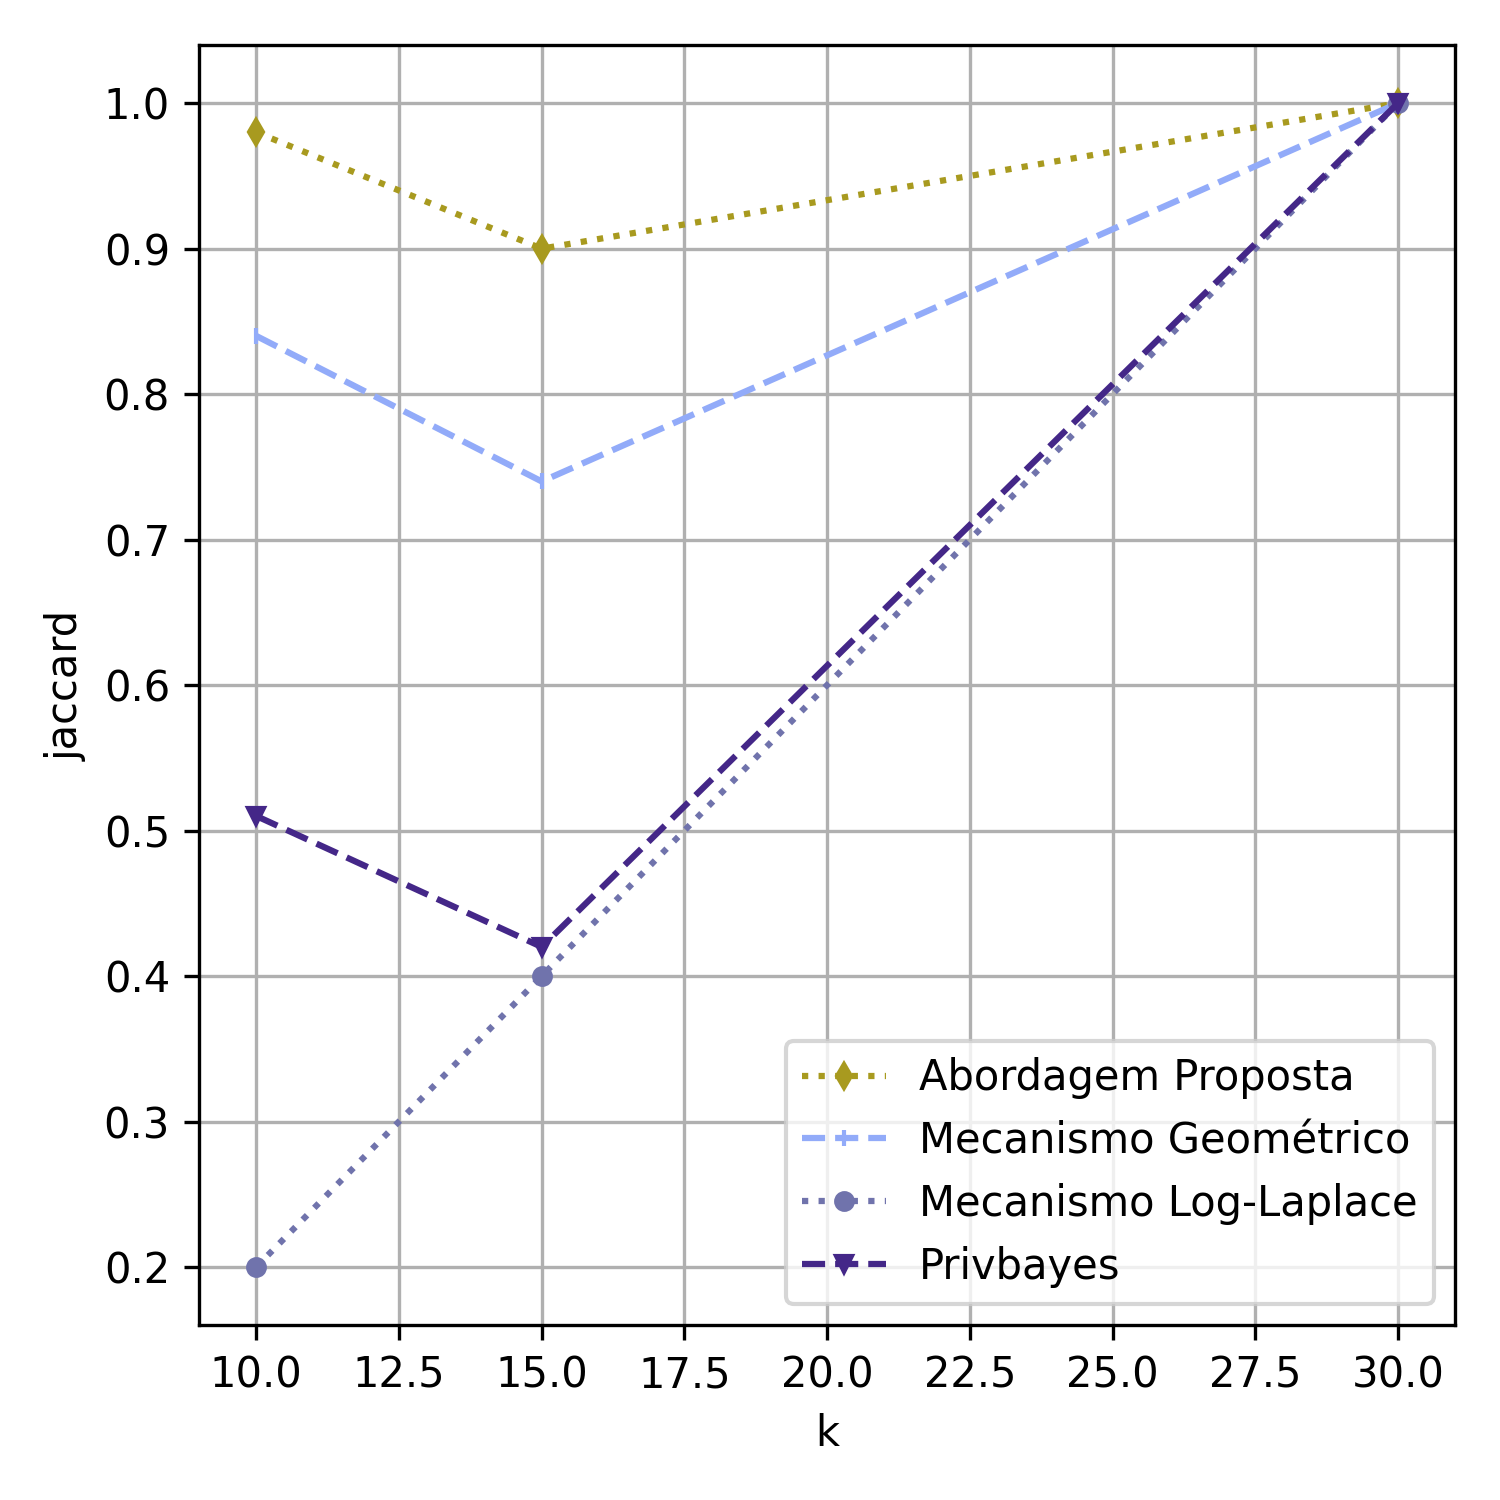 1.0
0.9
0.8
0.7
0.6
0.5
0.4
0.3
0.2
jaccard
Abordagem Proposta
Mecanismo Geométrico
Mecanismo Log-Laplace
Privbayes
10.0 12.5 15.0 17.5 20.0 22.5 25.0 27.5 30.0
k